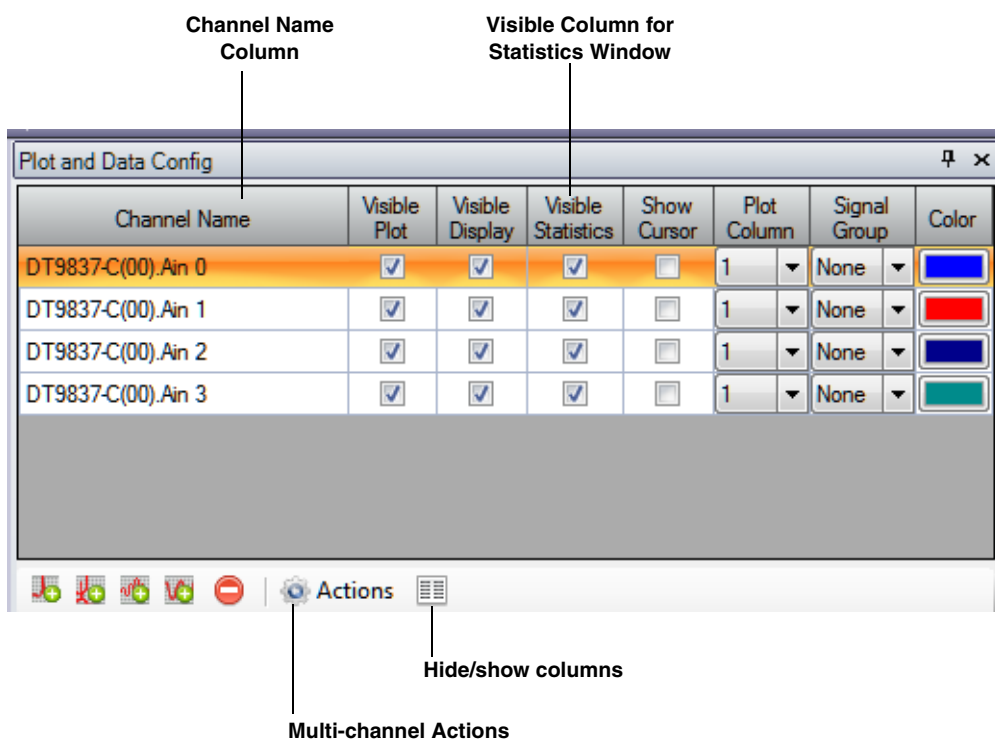 Channel Name
Column
Visible Column for
Statistics Window
Plot and Data Config
Channel Name Visible Plot Visible Display Visible Statistics Show Cursor Plot Column Signal Group Color
DT9837-C(00).Ain 0 1 None
DT9837-C(00).Ain 1 1 None
DT9837-C(00).Ain 2 1 None
DT9837-C(00).Ain 3 1 None
Actions
Hide/show columns
Multi-channel Actions